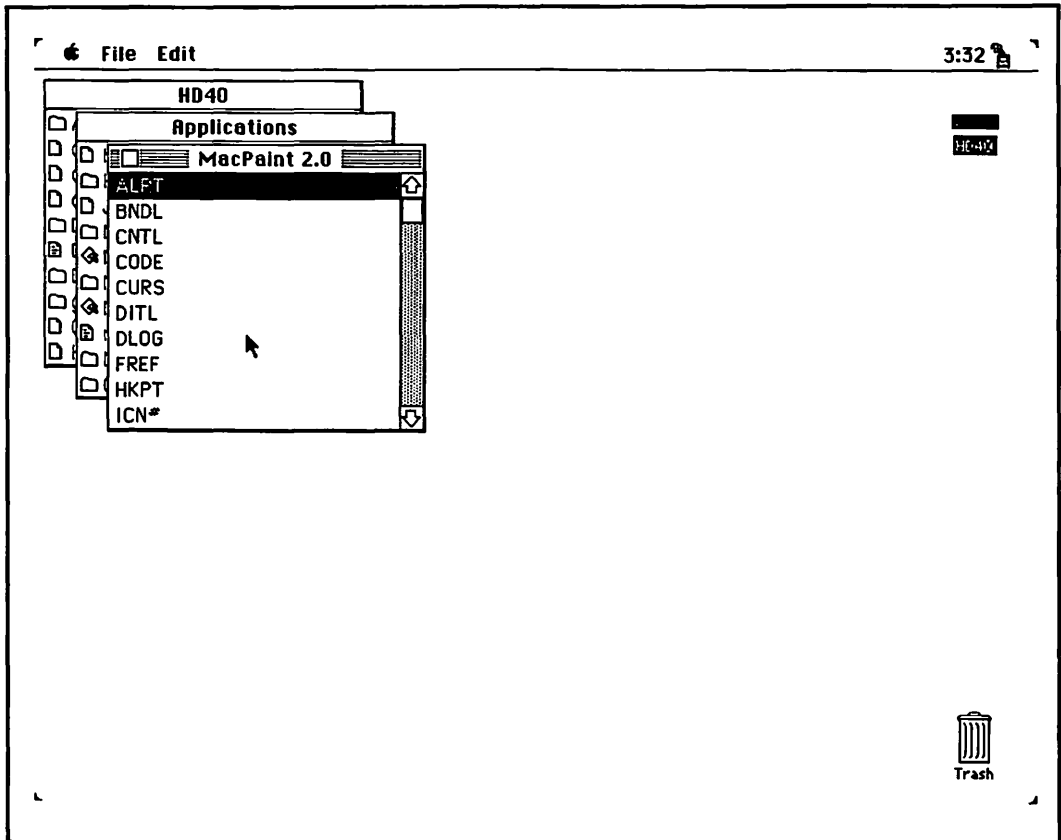 File Edit 3:32
HD40
Applications
MacPaint 2.0
HD40
ALRT
BNDL
CNTL
CODE
CURS
DITL
DLOG
FREF
HKPT
ICN#
Trash